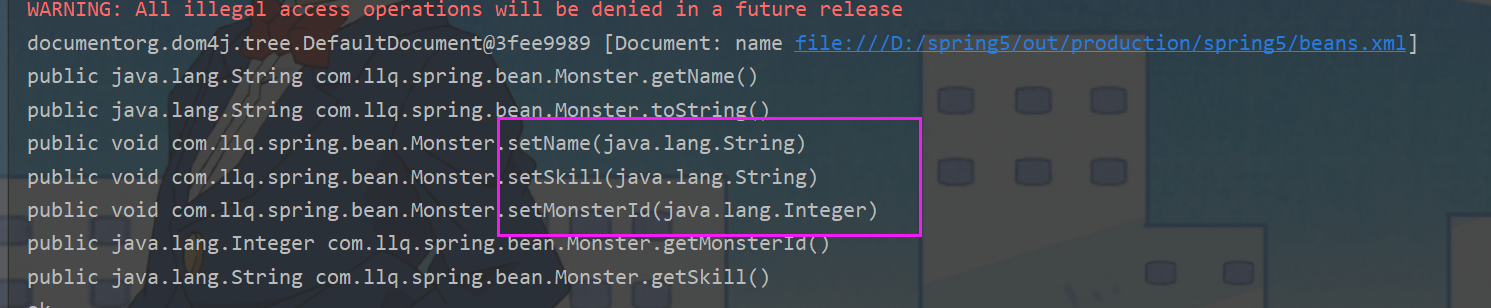 WARNING: All illegal access operations will be denied in a future release
documentorg.dom4j.tree.DefaultDocument@3fee9989 [Document: name file:///D:/spring5/out/production/spring5/beans.xml]
public java.lang.String com.llq.spring.bean.Monster.getName()
public java.lang.String com.llq.spring.bean.Monster.toString()
public void com.llq.spring.bean.Monster.setName(java.lang.String)
public void com.llq.spring.bean.Monster.setSkill(java.lang.String)
public void com.llq.spring.bean.Monster.setMonsterId(java.lang.Integer)
public java.lang.Integer com.llq.spring.bean.Monster.getMonsterId()
public java.lang.String com.llq.spring.bean.Monster.getSkill()